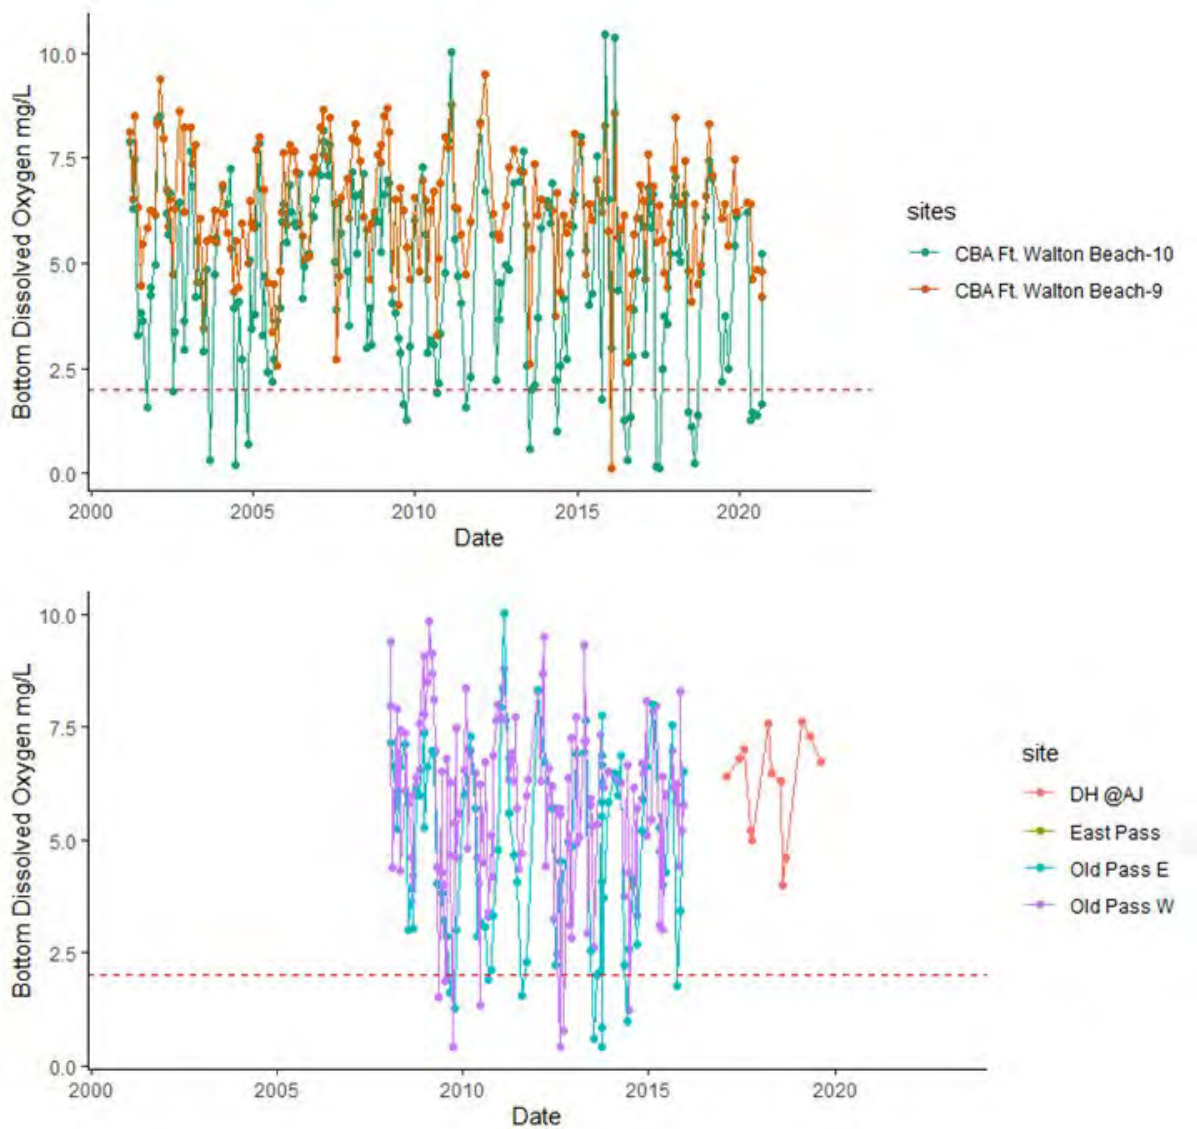 Bottom Dissolved Oxygen mg/L
10.0
7.5
5.0
2.5
0.0
2000
2005
2010
2015
2020
Date
sites
CBA Ft. Walton Beach-10
CBA Ft. Walton Beach-9
Bottom Dissolved Oxygen mg/L
10.0
7.5
5.0
2.5
0.0
2000
2005
2010
2015
2020
Date
site
DH @AJ
East Pass
Old Pass E
Old Pass W